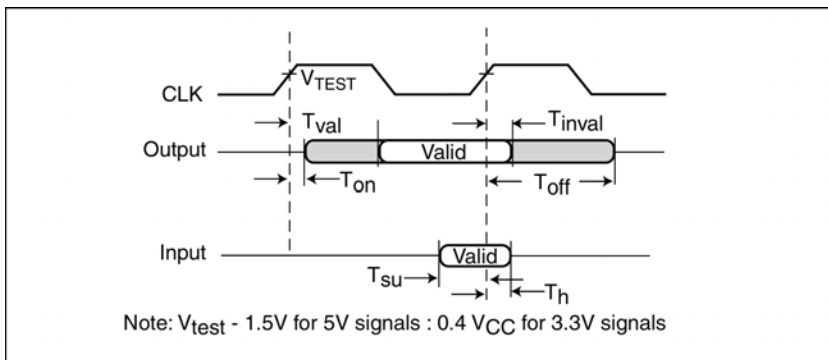 VTEST
CLK
Tval
Tinval
Output
Valid
Ton
Toff
Input
Valid
Tsu
Th
Note: Vtest - 1.5V for 5V signals : 0.4 VCC for 3.3V signals